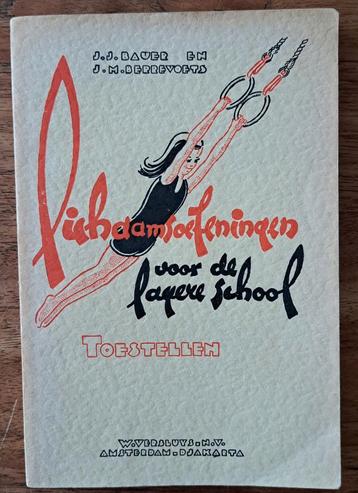 J.J. BAUER EN
J.M. BERREVOETS
lichaamsoefeningen
voor de
lagere school
TOESTELLEN
W. VERSLUYS - N.V.
AMSTERDAM - DJAKARTA